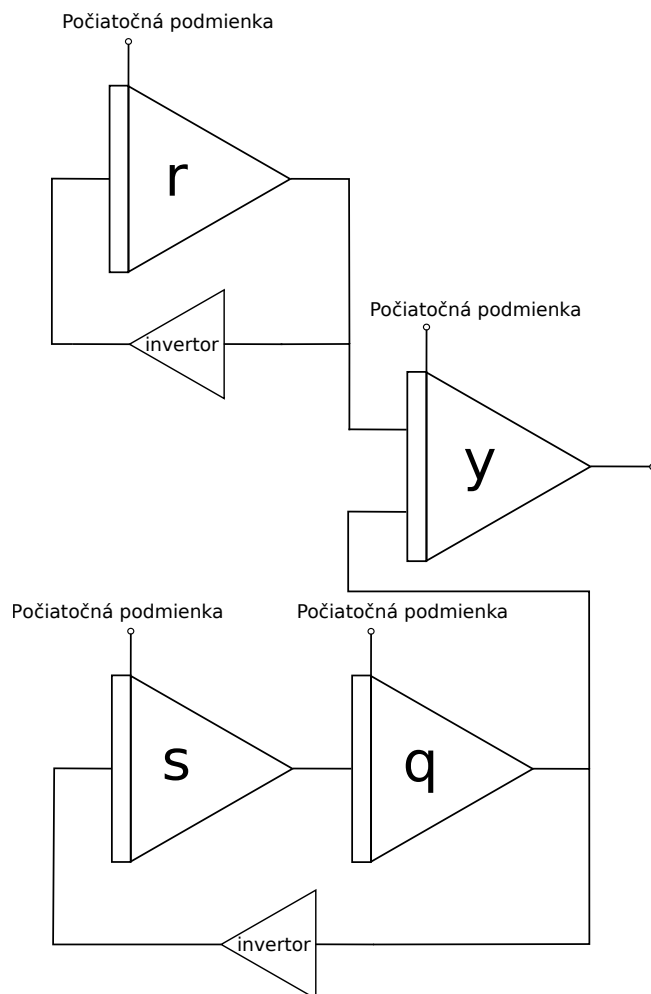 Počiatočná podmienka
r
invertor
Počiatočná podmienka
y
Počiatočná podmienka
Počiatočná podmienka
s
q
invertor